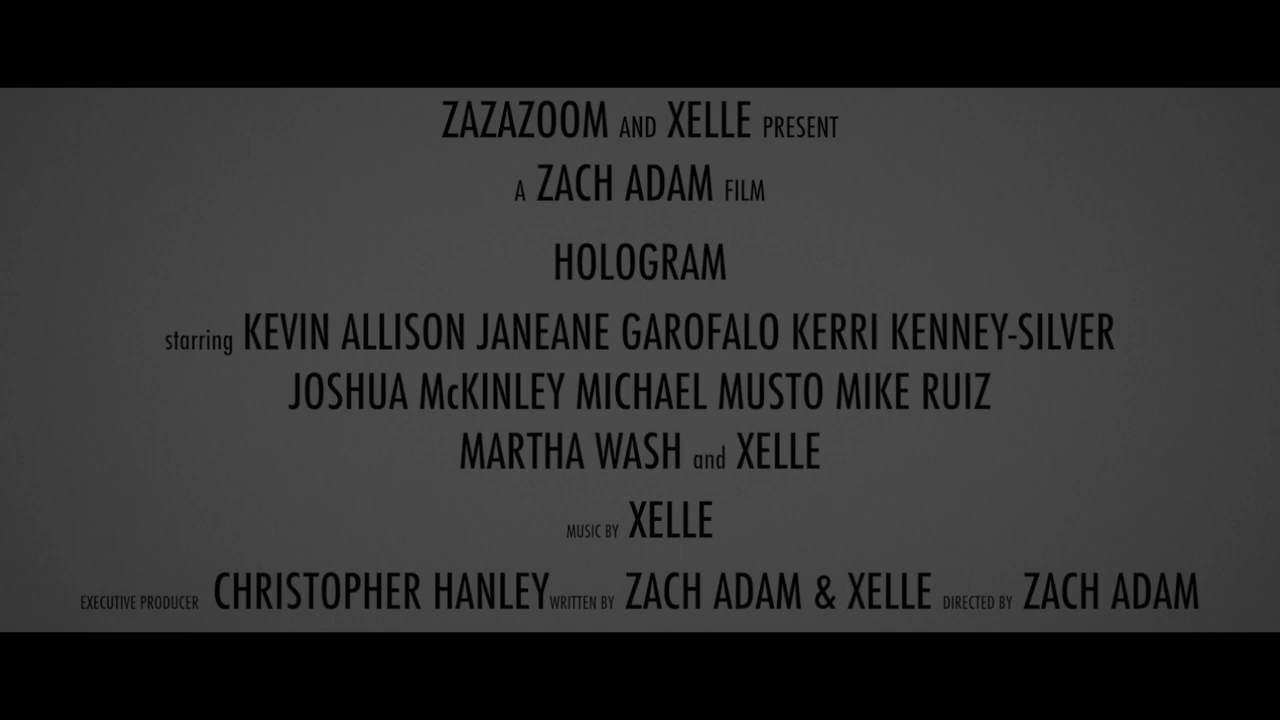 ZAZAZOOM AND XELLE PRESENT
A ZACH ADAM FILM
HOLOGRAM
starring KEVIN ALLISON JANEANE GAROFALO KERRI KENNEY-SILVER
JOSHUA McKINLEY MICHAEL MUSTO MIKE RUIZ
MARTHA WASH and XELLE
MUSIC BY XELLE
EXECUTIVE PRODUCER CHRISTOPHER HANLEY WRITTEN BY ZACH ADAM & XELLE DIRECTED BY ZACH ADAM